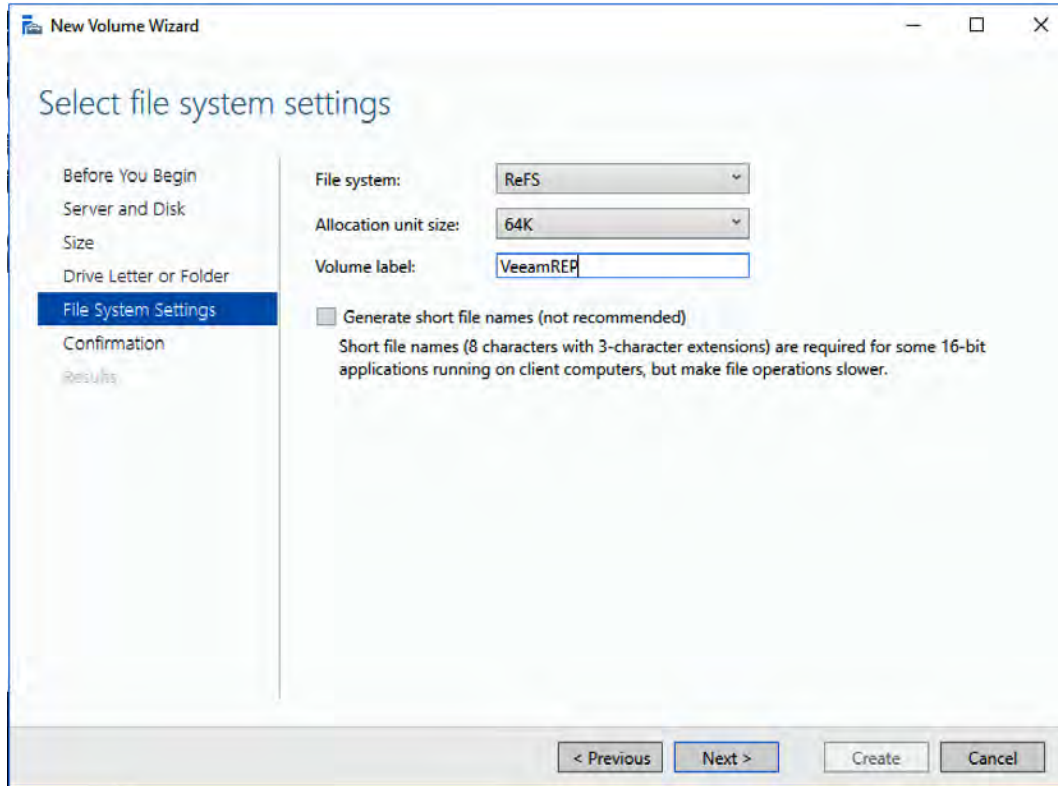 New Volume Wizard
Select file system settings
Before You Begin
Server and Disk
Size
Drive Letter or Folder
File System Settings
Confirmation
Results
File system: ReFS
Allocation unit size: 64K
Volume label: VeeamREP
Generate short file names (not recommended)
Short file names (8 characters with 3-character extensions) are required for some 16-bit
applications running on client computers, but make file operations slower.
< Previous Next > Create Cancel